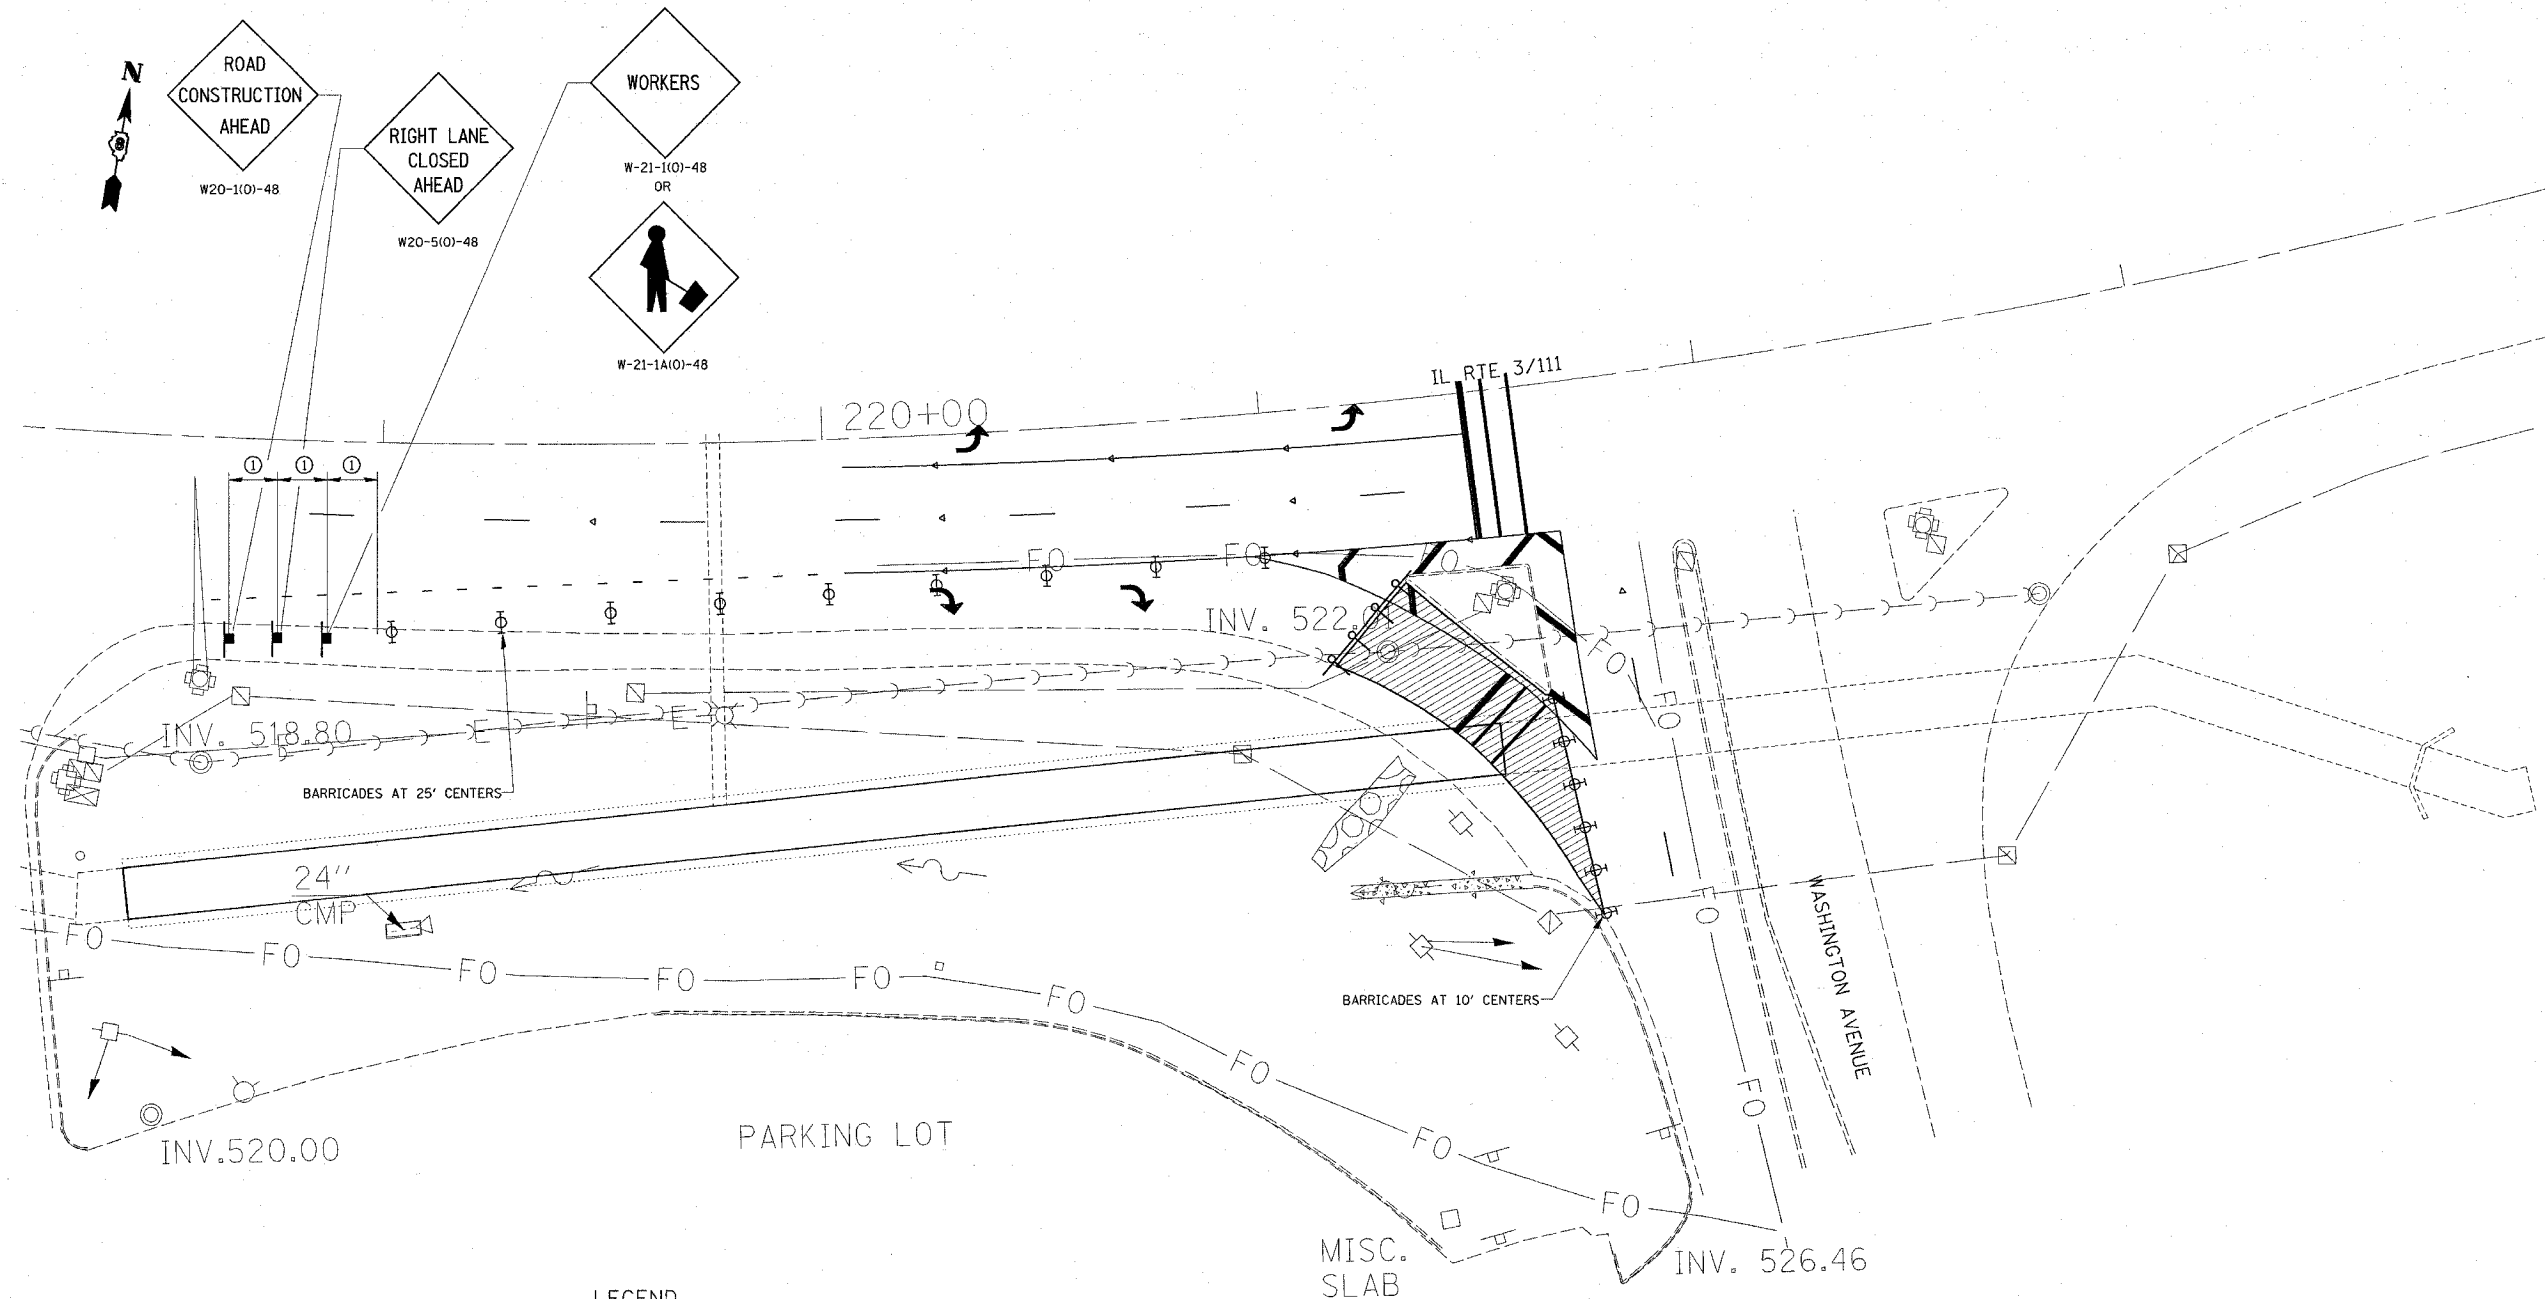 N
8
ROAD
CONSTRUCTION
AHEAD
W20-1(O)-48
RIGHT LANE
CLOSED
AHEAD
W20-5(O)-48
WORKERS
W-21-1(O)-48
OR
W-21-1A(O)-48
IL RTE 3/111
220+00
1
1
1
FO
FO
INV. 522.
FO
FO
INV. 518.80
E
E
BARRICADES AT 25' CENTERS
24"
CMP
FO
FO
FO
FO
FO
FO
FO
FO
FO
FO
FO
WASHINGTON AVENUE
BARRICADES AT 10' CENTERS
INV.520.00
PARKING LOT
MISC.
SLAB
INV. 526.46
LEGEND